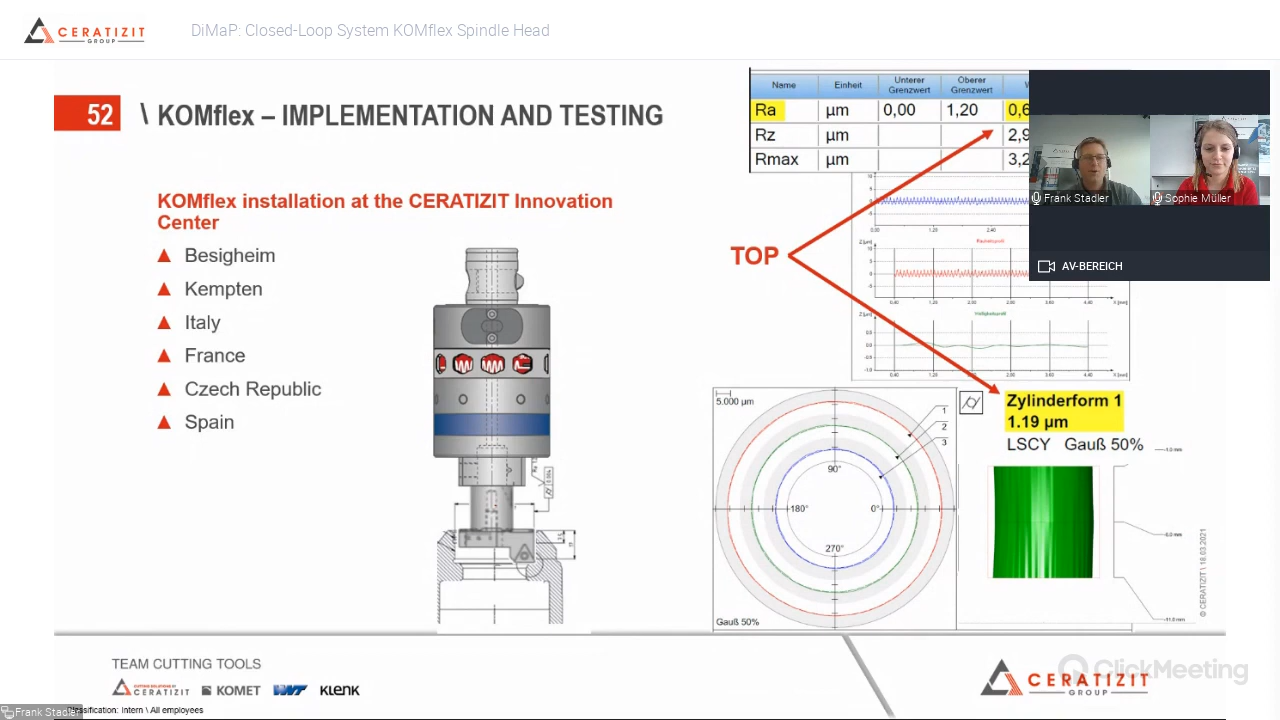 CERATIZIT
GROUP
DiMaP: Closed-Loop System KOMflex Spindle Head
52
\ KOMflex – IMPLEMENTATION AND TESTING
KOMflex installation at the CERATIZIT Innovation
Center
Besigheim
Kempten
Italy
France
Czech Republic
Spain
Name Einheit Unterer Grenzwert Oberer Grenzwert
Ra µm 0,00 1,20 0,6
Rz µm 2,9
Rmax µm 3,2
TOP
Frank Stadler
Sophie Müller
AV-BEREICH
5.000 µm
1
2
3
90°
180°
0°
270°
Gauß 50%
Zylinderform 1
1.19 µm
LSCY Gauß 50%
© CERATIZIT \ 18.03.2021
TEAM CUTTING TOOLS
CERATIZIT
KOMET
WNT
KLENK
ClickMeeting
CERATIZIT
GROUP
Frank Stadler
Classification: Intern \ All employees